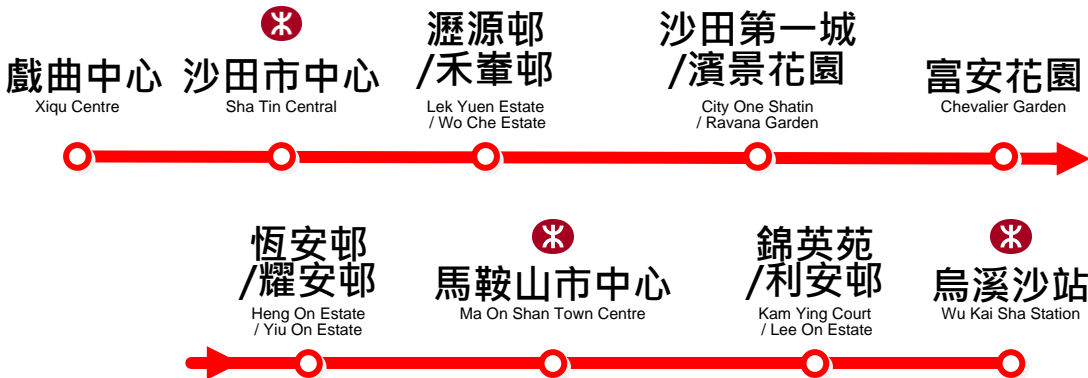 戲曲中心
Xiqu Centre
沙田市中心
Sha Tin Central
瀝源邨
/禾輋邨
Lek Yuen Estate
/ Wo Che Estate
沙田第一城
/濱景花園
City One Shatin
/ Ravana Garden
富安花園
Chevalier Garden
恆安邨
/耀安邨
Heng On Estate
/ Yiu On Estate
馬鞍山市中心
Ma On Shan Town Centre
錦英苑
/利安邨
Kam Ying Court
/ Lee On Estate
烏溪沙站
Wu Kai Sha Station